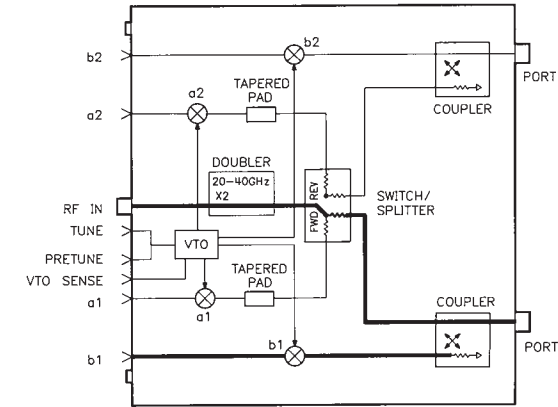 b2
b2
PORT
a2
a2
TAPERED
PAD
COUPLER
DOUBLER
20-40GHz
X2
REV
FWD
SWITCH/
SPLITTER
RF IN
TUNE
PRETUNE
VTO SENSE
VTO
TAPERED
PAD
a1
a1
COUPLER
b1
b1
PORT